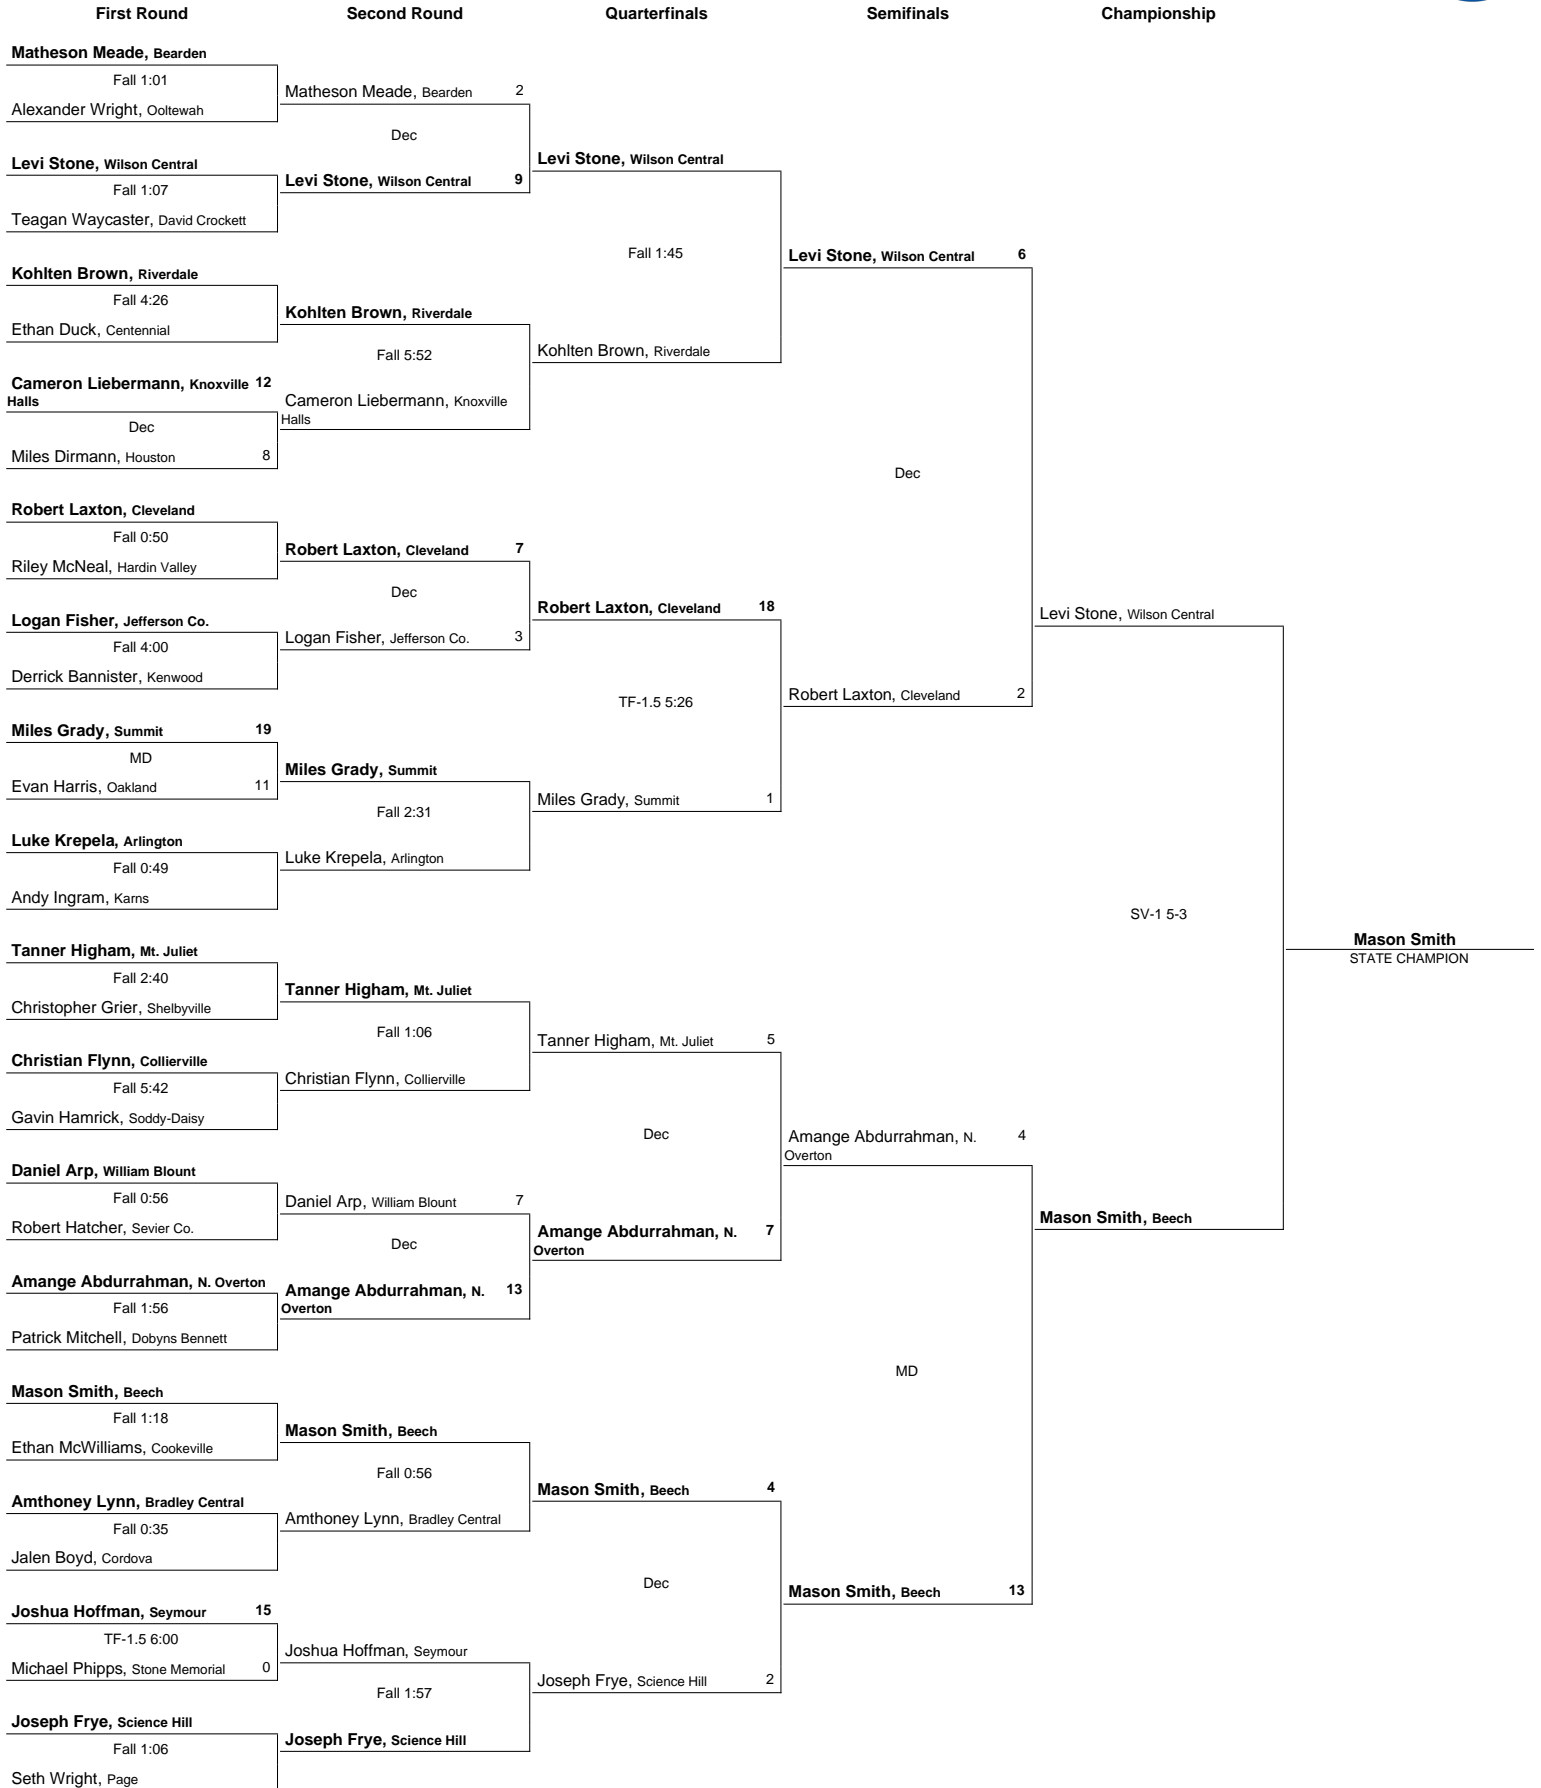 First Round
Second Round
Quarterfinals
Semifinals
Championship
Matheson Meade, Bearden
Fall 1:01
Alexander Wright, Ooltewah
Levi Stone, Wilson Central
Fall 1:07
Teagan Waycaster, David Crockett
Kohlten Brown, Riverdale
Fall 4:26
Ethan Duck, Centennial
Cameron Liebermann, Knoxville 12
Halls
Dec
Miles Dirmann, Houston 8
Robert Laxton, Cleveland
Fall 0:50
Riley McNeal, Hardin Valley
Logan Fisher, Jefferson Co.
Fall 4:00
Derrick Bannister, Kenwood
Miles Grady, Summit 19
MD
Evan Harris, Oakland 11
Luke Krepela, Arlington
Fall 0:49
Andy Ingram, Karns
Tanner Higham, Mt. Juliet
Fall 2:40
Christopher Grier, Shelbyville
Christian Flynn, Collierville
Fall 5:42
Gavin Hamrick, Soddy-Daisy
Daniel Arp, William Blount
Fall 0:56
Robert Hatcher, Sevier Co.
Amange Abdurrahman, N. Overton
Fall 1:56
Patrick Mitchell, Dobyns Bennett
Mason Smith, Beech
Fall 1:18
Ethan McWilliams, Cookeville
Amthoney Lynn, Bradley Central
Fall 0:35
Jalen Boyd, Cordova
Joshua Hoffman, Seymour 15
TF-1.5 6:00
Michael Phipps, Stone Memorial 0
Joseph Frye, Science Hill
Fall 1:06
Seth Wright, Page
Matheson Meade, Bearden 2
Dec
Levi Stone, Wilson Central 9
Kohlten Brown, Riverdale
Fall 5:52
Cameron Liebermann, Knoxville
Halls
Robert Laxton, Cleveland 7
Dec
Logan Fisher, Jefferson Co. 3
Miles Grady, Summit
Fall 2:31
Luke Krepela, Arlington
Tanner Higham, Mt. Juliet
Fall 1:06
Christian Flynn, Collierville
Daniel Arp, William Blount 7
Dec
Amange Abdurrahman, N. 13
Overton
Mason Smith, Beech
Fall 0:56
Amthoney Lynn, Bradley Central
Joshua Hoffman, Seymour
Fall 1:57
Joseph Frye, Science Hill
Levi Stone, Wilson Central
Fall 1:45
Kohlten Brown, Riverdale
Robert Laxton, Cleveland 18
TF-1.5 5:26
Miles Grady, Summit 1
Tanner Higham, Mt. Juliet 5
Dec
Amange Abdurrahman, N. 7
Overton
Mason Smith, Beech 4
Dec
Joseph Frye, Science Hill 2
Levi Stone, Wilson Central 6
Dec
Robert Laxton, Cleveland 2
Amange Abdurrahman, N. 4
Overton
MD
Mason Smith, Beech 13
Levi Stone, Wilson Central
SV-1 5-3
Mason Smith, Beech
Mason Smith
STATE CHAMPION